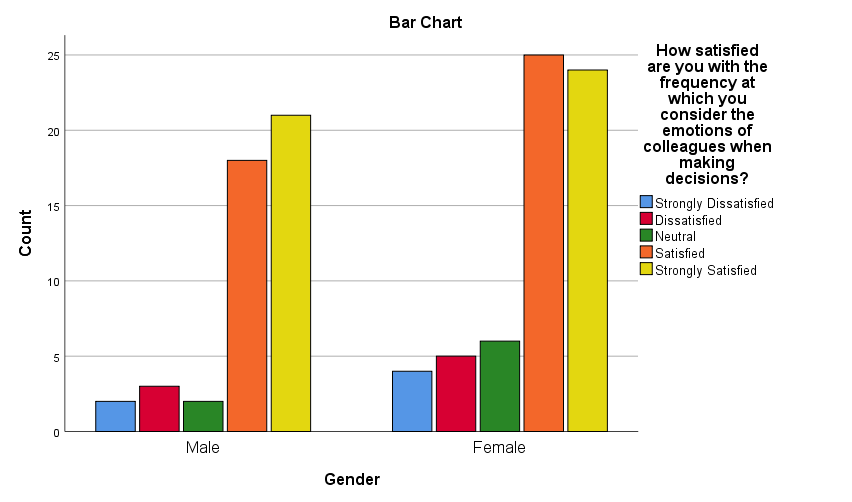 Bar Chart
How satisfied
are you with the
frequency at
which you
consider the
emotions of
colleagues when
making
decisions?
Strongly Dissatisfied
Dissatisfied
Neutral
Satisfied
Strongly Satisfied
Count
25
20
15
10
5
0
Male
Female
Gender